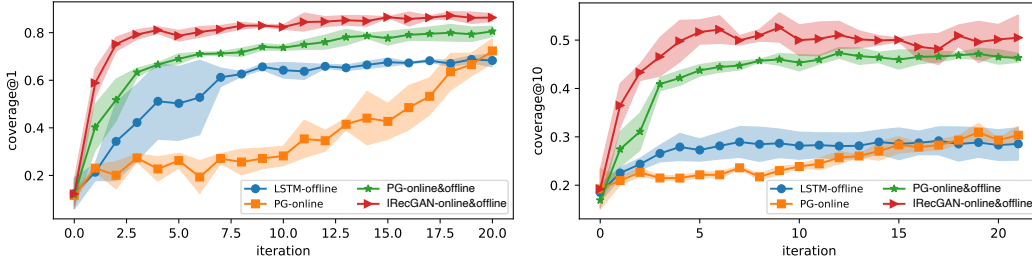 coverage@1
0.8
0.6
0.4
0.2
0.0 2.5 5.0 7.5 10.0 12.5 15.0 17.5 20.0
iteration
LSTM-offline
PG-online
PG-online&offline
IRecGAN-online&offline
coverage@10
0.5
0.4
0.3
0.2
0 5 10 15 20
iteration
LSTM-offline
PG-online
PG-online&offline
IRecGAN-online&offline